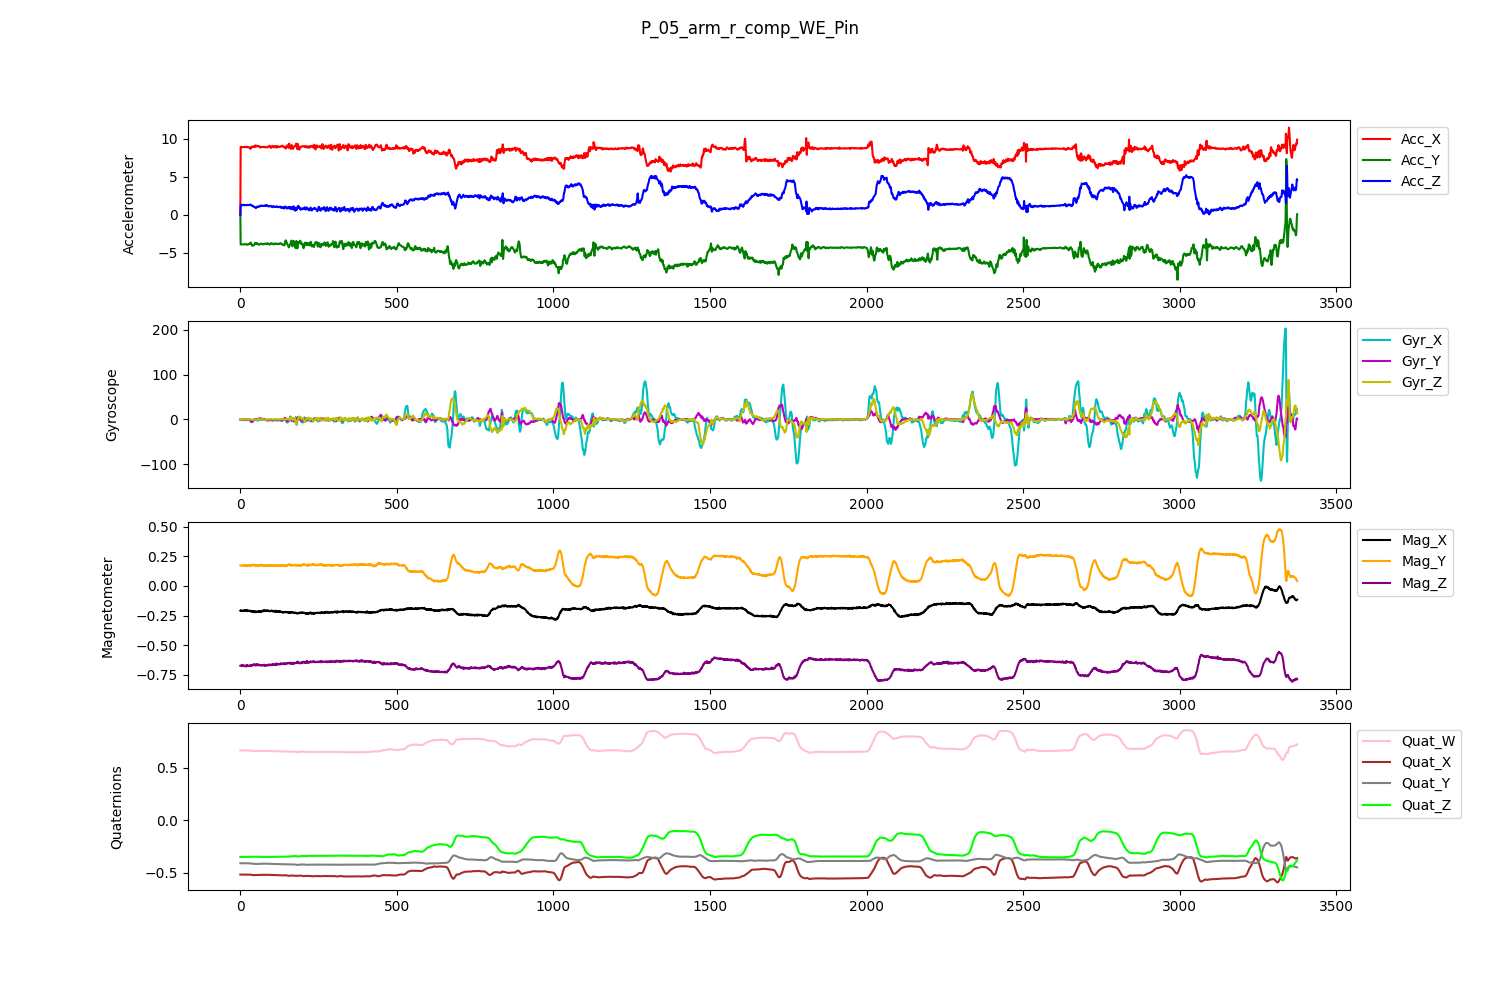 P_05_arm_r_comp_WE_Pin
Accelerometer
10
5
0
−5
0 500 1000 1500 2000 2500 3000 3500
Acc_X
Acc_Y
Acc_Z
Gyroscope
200
100
0
−100
0 500 1000 1500 2000 2500 3000 3500
Gyr_X
Gyr_Y
Gyr_Z
Magnetometer
0.50
0.25
0.00
−0.25
−0.50
−0.75
0 500 1000 1500 2000 2500 3000 3500
Mag_X
Mag_Y
Mag_Z
Quaternions
0.5
0.0
−0.5
0 500 1000 1500 2000 2500 3000 3500
Quat_W
Quat_X
Quat_Y
Quat_Z